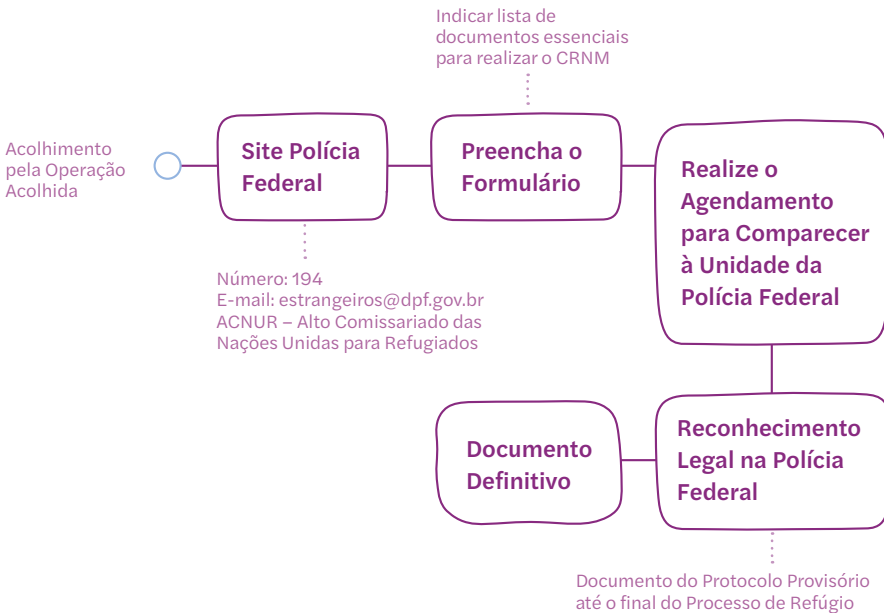 Indicar lista de
documentos essenciais
para realizar o CRNM
Acolhimento
pela Operação
Acolhida
Site Polícia
Federal
Preencha o
Formulário
Realize o
Agendamento
para Comparecer
à Unidade da
Polícia Federal
Número: 194
E-mail: estrangeiros@dpf.gov.br
ACNUR – Alto Comissariado das
Nações Unidas para Refugiados
Reconhecimento
Legal na Polícia
Federal
Documento
Definitivo
Documento do Protocolo Provisório
até o final do Processo de Refúgio